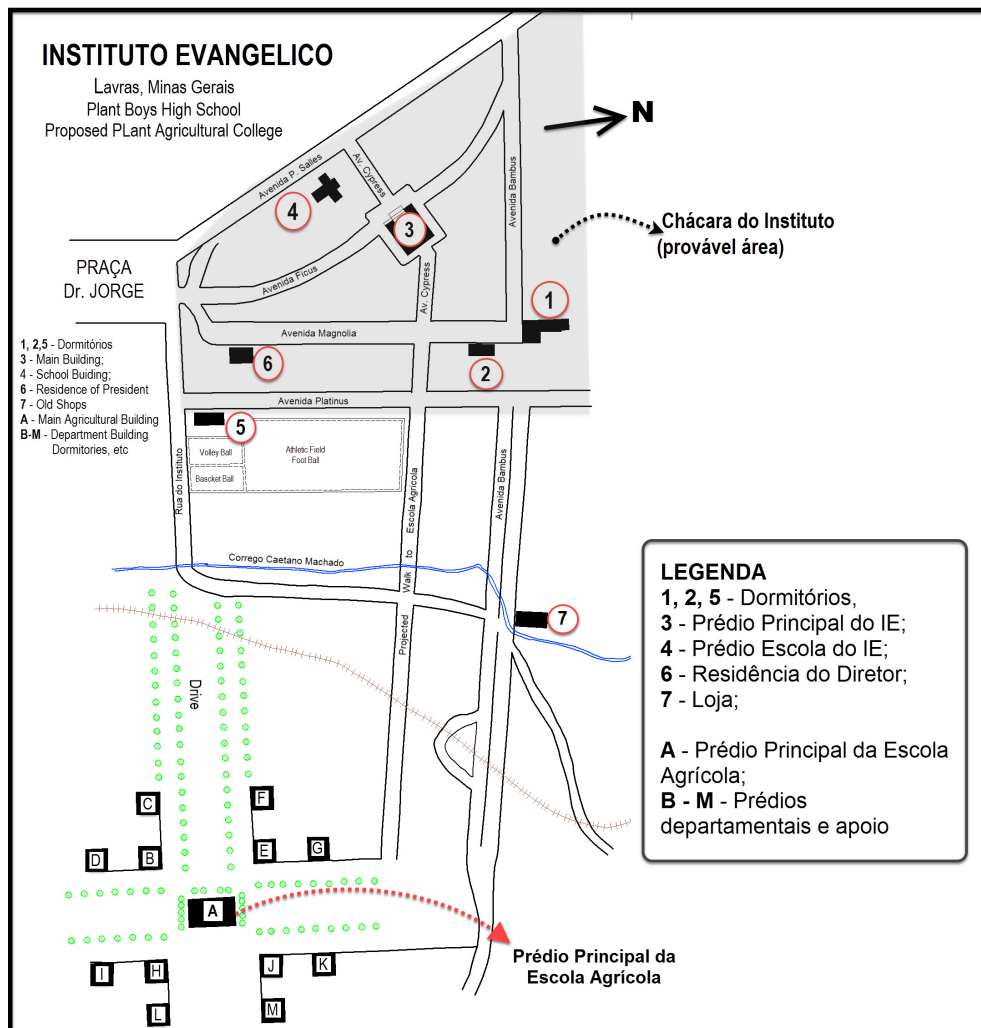 INSTITUTO EVANGELICO
Lavras, Minas Gerais
Plant Boys High School
Proposed PLant Agricultural College
N
Avenida P. Salles
Av. Cypress
Avenida Bambus
4
3
Chácara do Instituto
(provável área)
PRAÇA
Dr. JORGE
Avenida Ficus
Av. Cypress
1
Avenida Magnolia
6
2
1, 2,5 - Dormitórios
3 - Main Building;
4 - School Buiding;
6 - Residence of President
7 - Old Shops
A - Main Agricultural Building
B-M - Department Building
Dormitories, etc
Avenida Platinus
5
Volley Ball
Athletic Field
Foot Ball
Bascket Ball
Rua do Instituto
Projected Walk to Escola Agrícola
Avenida Bambus
Corrego Caetano Machado
7
Drive
LEGENDA
1, 2, 5 - Dormitórios,
3 - Prédio Principal do IE;
4 - Prédio Escola do IE;
6 - Residência do Diretor;
7 - Loja;
A - Prédio Principal da Escola
Agrícola;
B - M - Prédios
departamentais e apoio
C
F
D
B
E
G
A
Prédio Principal da
Escola Agrícola
I
H
J
K
L
M